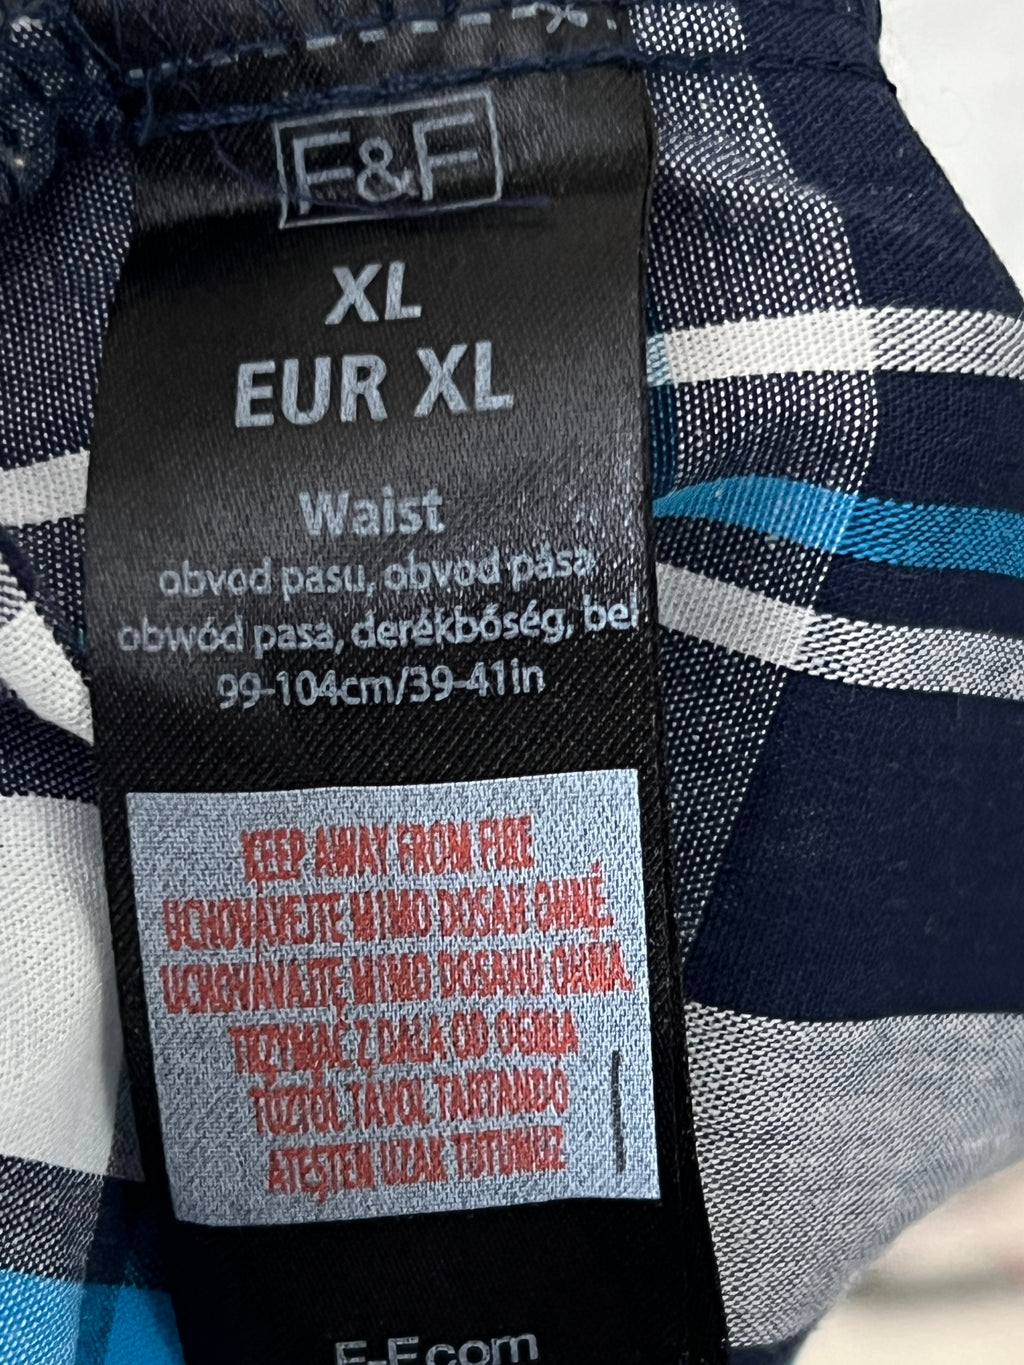 F&F
XL
EUR XL
Waist
obvod pasu, obvod pása
obwód pasa, derékbőség, bel
99-104cm/39-41in
KEEP AWAY FROM FIRE
UCHOVÁVEJTE MIMO DOSAH OHNĚ
UCHOVÁVAJTE MIMO DOSAHU OHŇA
TRZYMAĆ Z DALA OD OGNIA
TŰZTŐL TÁVOL TARTANDÓ
ATEŞTEN UZAK TUTUNUZ
F-Fcom